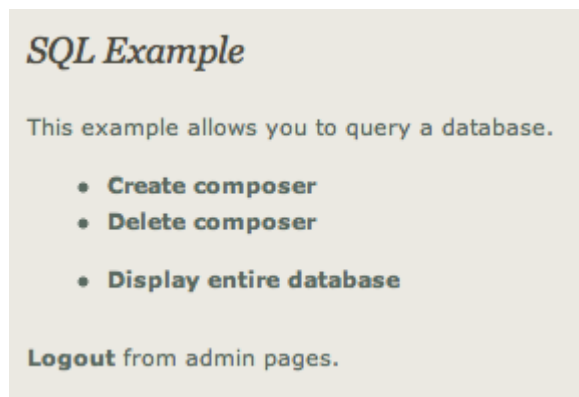 SQL Example
This example allows you to query a database.
Create composer
Delete composer
Display entire database
Logout from admin pages.